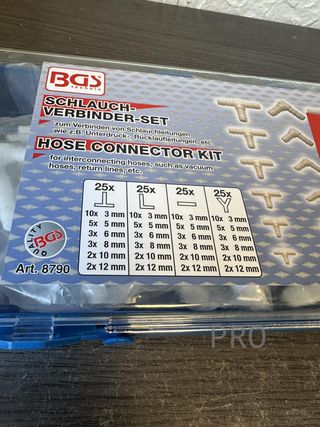 BGS
technic
SCHLAUCH-
VERBINDER-SET
zum Verbinden von Schlauchleitungen
wie z.B. Unterdruck-, Rücklaufleitungen, etc.
HOSE CONNECTOR KIT
for interconnecting hoses, such as vacuum
hoses, return lines, etc.
25x 25x 25x 25x
10x 3 mm 10x 3 mm 10x 3 mm 10x 3 mm
5x 5 mm 5x 5 mm 5x 5 mm 5x 5 mm
3x 6 mm 3x 6 mm 3x 6 mm 3x 6 mm
3x 8 mm 3x 8 mm 3x 8 mm 3x 8 mm
2x 10 mm 2x 10 mm 2x 10 mm 2x 10 mm
2x 12 mm 2x 12 mm 2x 12 mm 2x 12 mm
QUALITY
BGS
Art. 8790
PRO